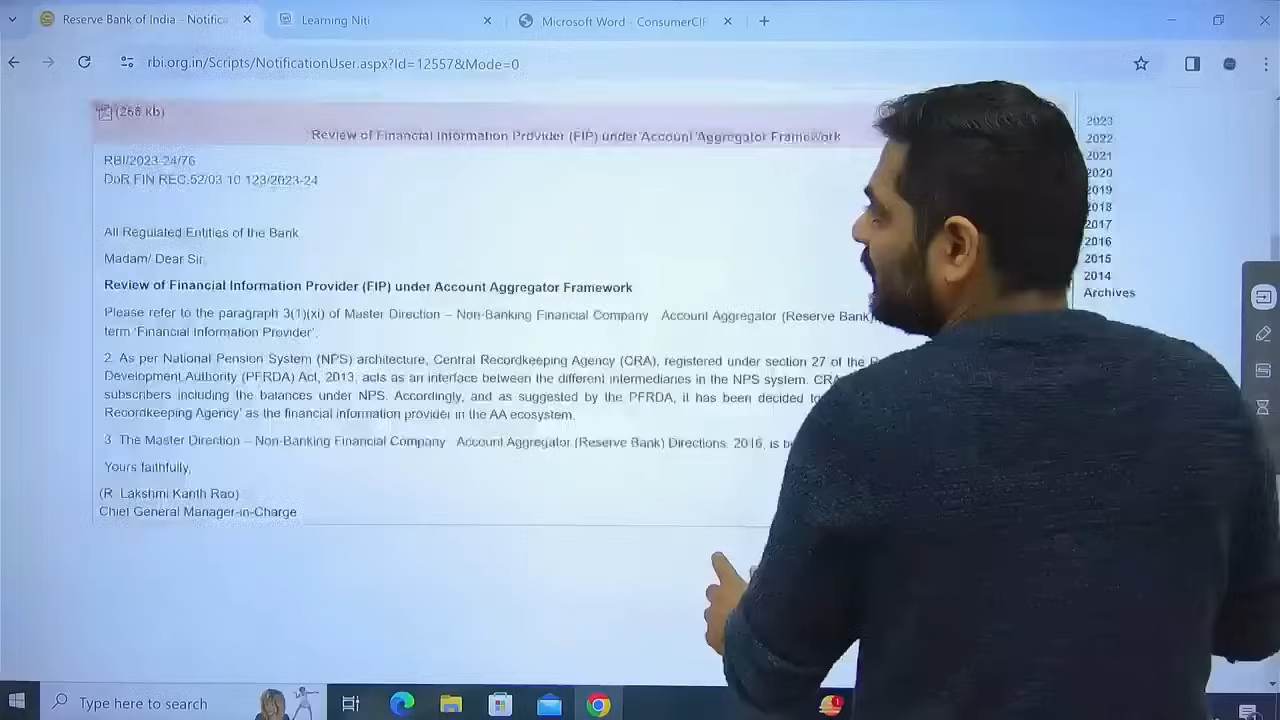 Reserve Bank of India - Notifica
Learning Niti
Microsoft Word - ConsumerCIF
rbi.org.in/Scripts/NotificationUser.aspx?Id=12557&Mode=0
(266 kb)
Review of Financial Information Provider (FIP) under Account Aggregator Framework
RBI/2023-24/76
DoR FIN REC.52/03 10 123/2023-24
All Regulated Entities of the Bank
Madam/ Dear Sir,
Review of Financial Information Provider (FIP) under Account Aggregator Framework
Please refer to the paragraph 3(1)(xi) of Master Direction – Non-Banking Financial Company Account Aggregator (Reserve Bank)
term 'Financial Information Provider'.
2. As per National Pension System (NPS) architecture, Central Recordkeeping Agency (CRA), registered under section 27 of the
Development Authority (PFRDA) Act, 2013, acts as an interface between the different intermediaries in the NPS system. CRA
subscribers including the balances under NPS. Accordingly, and as suggested by the PFRDA, it has been decided to
Recordkeeping Agency' as the financial information provider in the AA ecosystem.
3 The Master Direction – Non-Banking Financial Company Account Aggregator (Reserve Bank) Directions, 2016, is
Yours faithfully,
(R Lakshmi Kanth Rao)
Chief General Manager-in-Charge
2023
2022
2021
2020
2019
2018
2017
2016
2015
2014
Archives
Type here to search
1